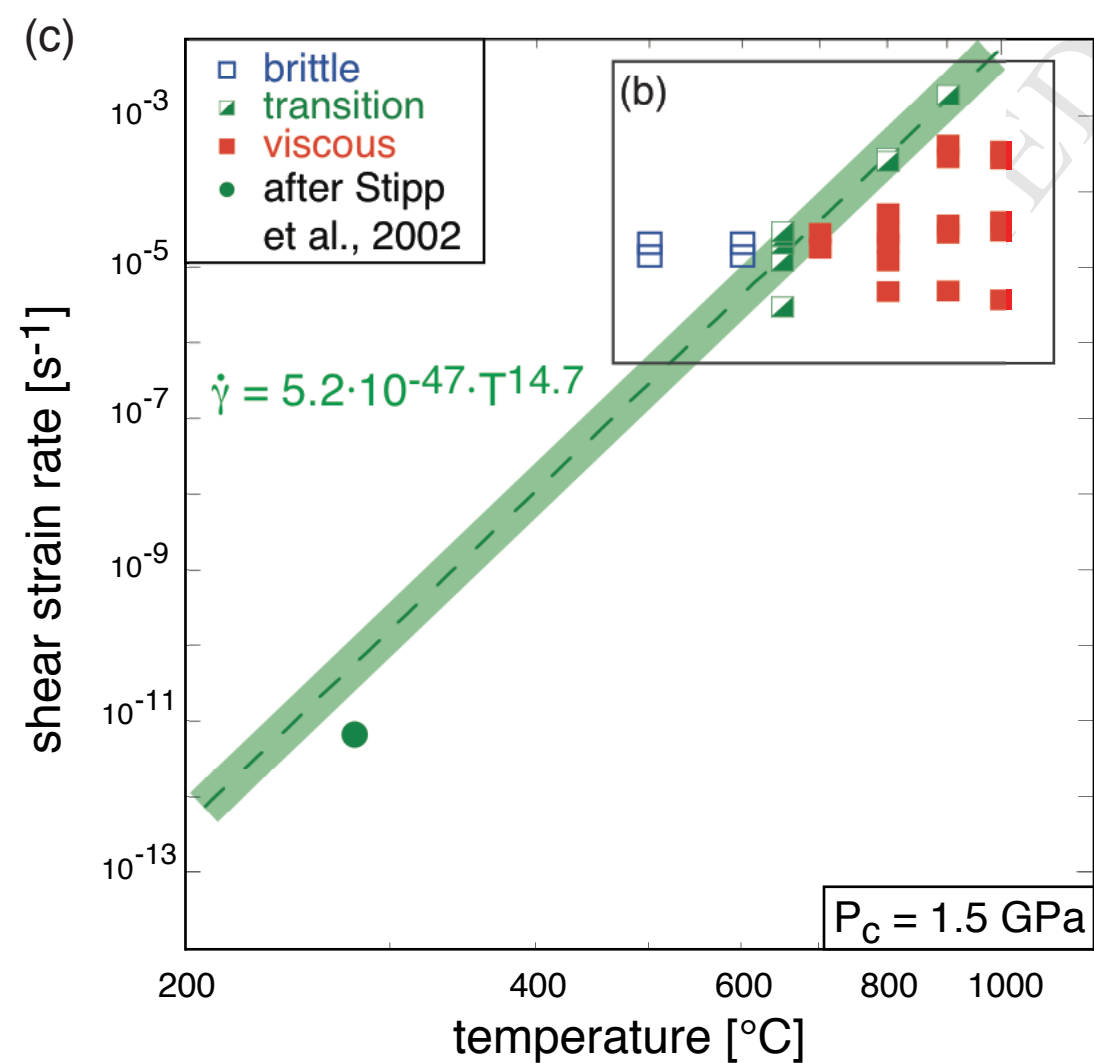 (c)
brittle
transition
viscous
after Stipp
et al., 2002
(b)
ED
γ̇ = 5.2·10⁻⁴⁷·T¹⁴·⁷
shear strain rate [s⁻¹]
10⁻³
10⁻⁵
10⁻⁷
10⁻⁹
10⁻¹¹
10⁻¹³
P_c = 1.5 GPa
200 400 600 800 1000
temperature [°C]